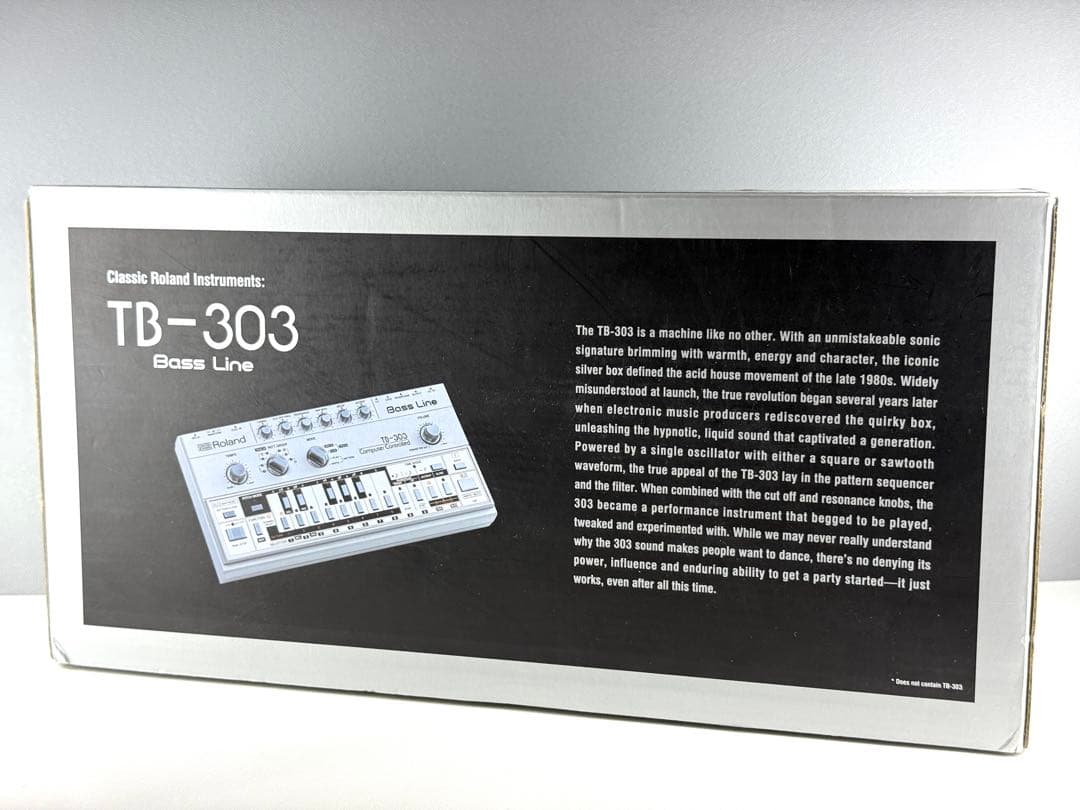 Classic Roland Instruments:
TB-303
Bass Line
Roland
Bass Line
TB-303
Computer Controlled
TEMPO
MODE
VOLUME
The TB-303 is a machine like no other. With an unmistakeable sonic
signature brimming with warmth, energy and character, the iconic
silver box defined the acid house movement of the late 1980s. Widely
misunderstood at launch, the true revolution began several years later
when electronic music producers rediscovered the quirky box,
unleashing the hypnotic, liquid sound that captivated a generation.
Powered by a single oscillator with either a square or sawtooth
waveform, the true appeal of the TB-303 lay in the pattern sequencer
and the filter. When combined with the cut off and resonance knobs, the
303 became a performance instrument that begged to be played,
tweaked and experimented with. While we may never really understand
why the 303 sound makes people want to dance, there's no denying its
power, influence and enduring ability to get a party started—it just
works, even after all this time.
* Does not contain TB-303